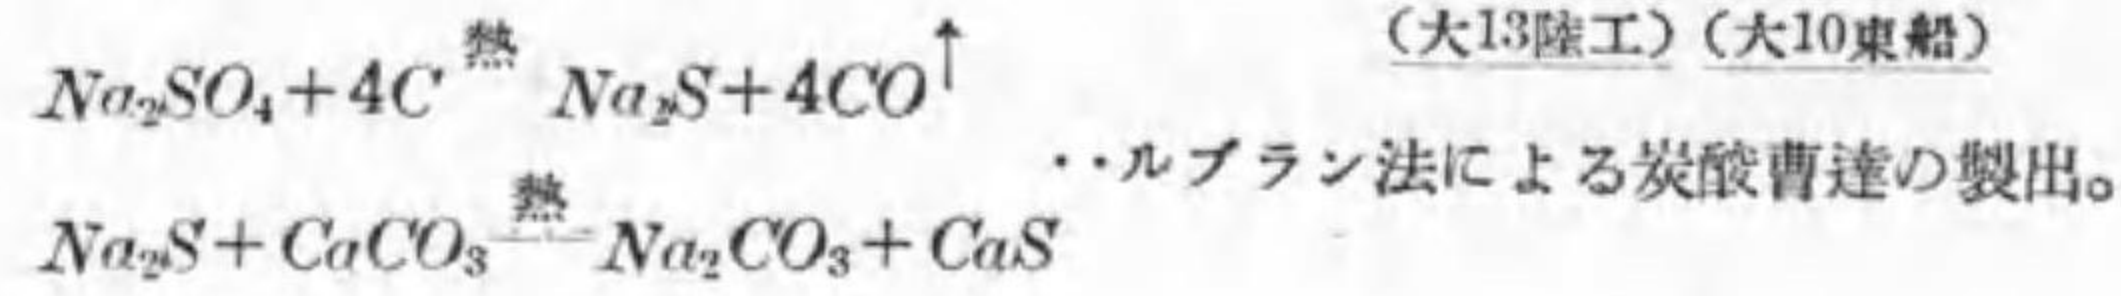 (大13陸工) (大10東船)
Na₂SO₄+4C 熱 Na₂S+4CO↑
‥ルブラン法による炭酸曹達の製出。
Na₂S+CaCO₃ 熱 Na₂CO₃+CaS